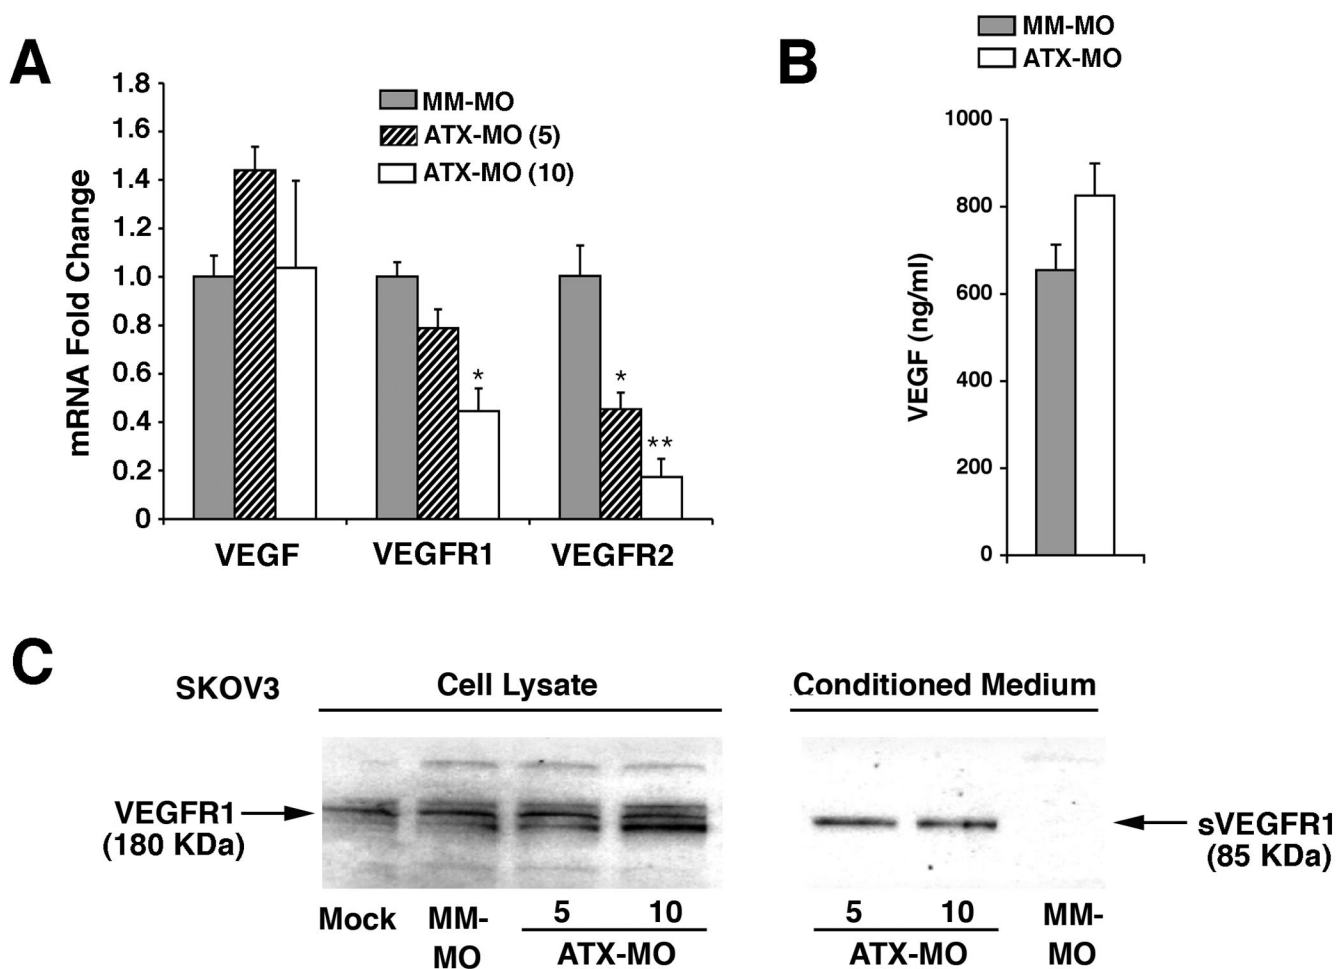 A
mRNA Fold Change
1.8
1.6
1.4
1.2
1.0
0.8
0.6
0.4
0.2
0
MM-MO
ATX-MO (5)
ATX-MO (10)
*
*
**
VEGF
VEGFR1
VEGFR2
B
MM-MO
ATX-MO
VEGF (ng/ml)
1000
800
600
400
200
0
C
SKOV3
Cell Lysate
Conditioned Medium
VEGFR1
(180 KDa)
sVEGFR1
(85 KDa)
Mock
MM-
MO
5
10
ATX-MO
5
10
ATX-MO
MM-
MO